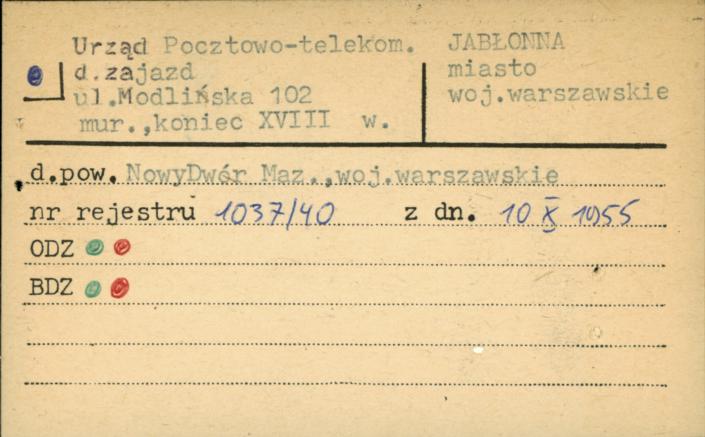 Urząd Pocztowo-telekom.
d.zajazd
ul.Modlińska 102
mur.,koniec XVIII w.
JABŁONNA
miasto
woj.warszawskie
d.pow. NowyDwór Maz.,woj.warszawskie
nr rejestru 1037/40 z dn. 10 X 1955
ODZ
BDZ